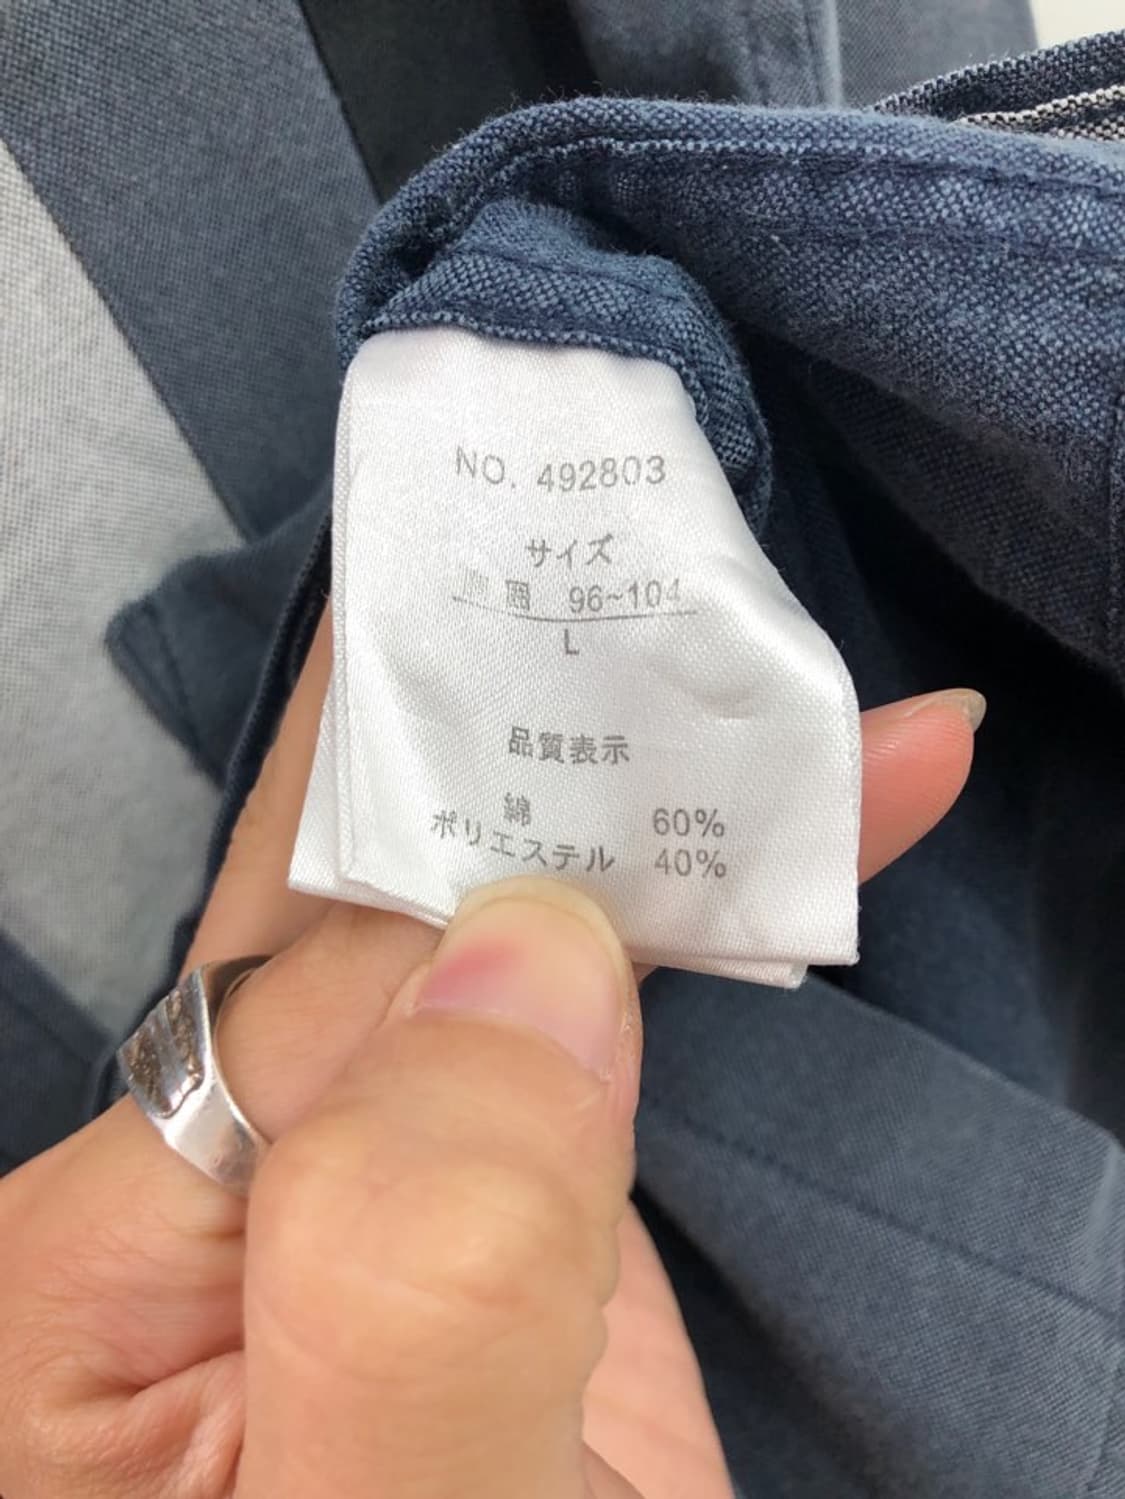 NO. 492803
サイズ
胸囲 96~104
L
品質表示
綿 60%
ポリエステル 40%